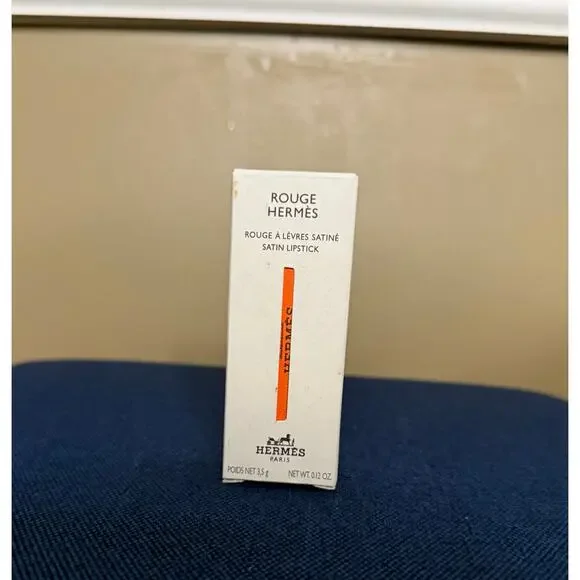 ROUGE
HERMÈS
ROUGE À LÈVRES SATINÉ
SATIN LIPSTICK
HERMÈS
HERMÈS
PARIS
POIDS NET 3,5 g NET WT. 0.12 OZ.